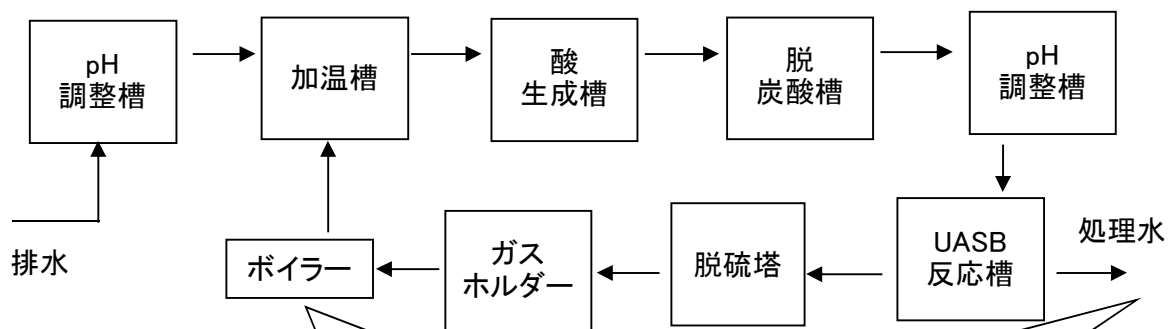 pH
調整槽
加温槽
酸
生成槽
脱
炭酸槽
pH
調整槽
排水
ボイラー
ガス
ホルダー
脱硫塔
UASB
反応槽
処理水